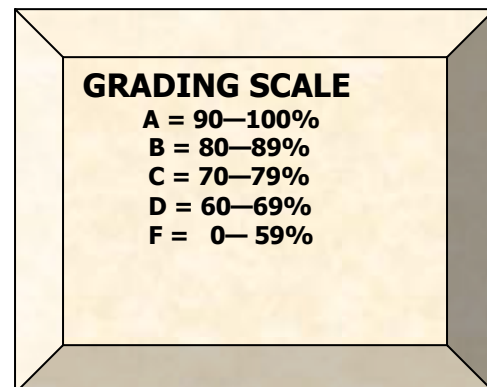 GRADING SCALE
A = 90—100%
B = 80—89%
C = 70—79%
D = 60—69%
F =   0— 59%